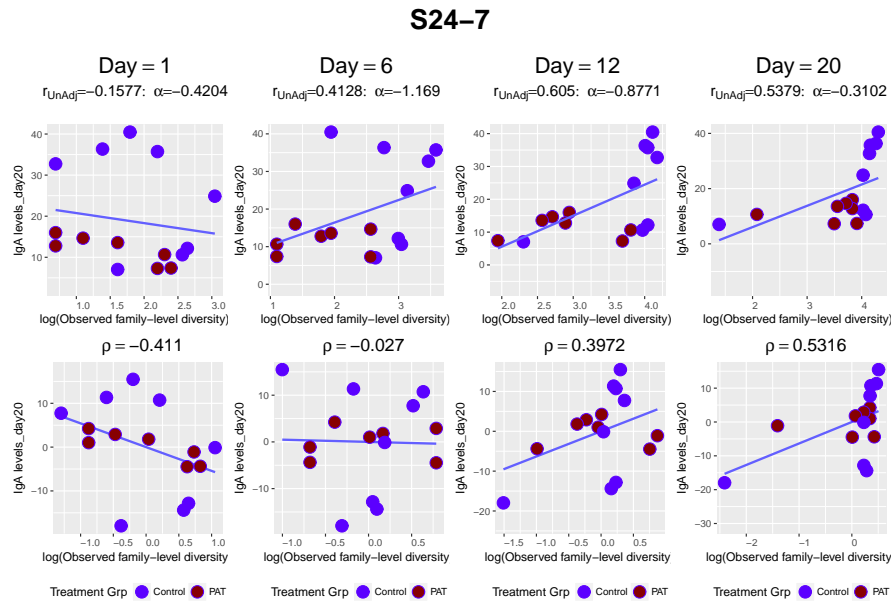 S24−7
Day = 1
r_UnAdj=−0.1577: α=−0.4204
Day = 6
r_UnAdj=0.4128: α=−1.169
Day = 12
r_UnAdj=0.605: α=−0.8771
Day = 20
r_UnAdj=0.5379: α=−0.3102
IgA levels_day20
40
30
20
10
1.0
1.5
2.0
2.5
3.0
log(Observed family−level diversity)
IgA levels_day20
40
30
20
10
0
1
2
3
log(Observed family−level diversity)
IgA levels_day20
40
30
20
10
0
2.0
2.5
3.0
3.5
4.0
log(Observed family−level diversity)
IgA levels_day20
40
30
20
10
0
2
3
4
log(Observed family−level diversity)
ρ = −0.411
ρ = −0.027
ρ = 0.3972
ρ = 0.5316
IgA levels_day20
10
0
−10
−1.0
−0.5
0.0
0.5
1.0
log(Observed family−level diversity
IgA levels_day20
10
0
−10
−1.0
−0.5
0.0
0.5
log(Observed family−level diversity
IgA levels_day20
10
0
−10
−20
−1.5
−1.0
−0.5
0.0
0.5
log(Observed family−level diversity
IgA levels_day20
10
0
−10
−20
−30
−2
−1
0
log(Observed family−level diversity
Treatment Grp Control PAT
Treatment Grp Control PAT
Treatment Grp Control PAT
Treatment Grp Control PAT